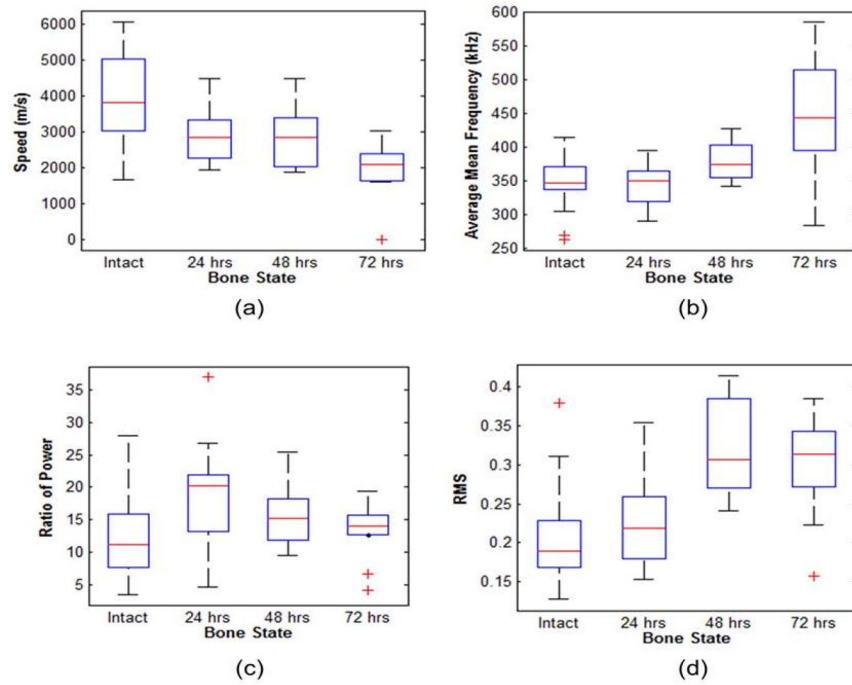 6000
5000
4000
3000
2000
1000
0
Speed (m/s)
Intact 24 hrs 48 hrs 72 hrs
Bone State
(a)
600
550
500
450
400
350
300
250
Average Mean Frequency (kHz)
Intact 24 hrs 48 hrs 72 hrs
Bone State
(b)
35
30
25
20
15
10
5
Ratio of Power
Intact 24 hrs 48 hrs 72 hrs
Bone State
(c)
0.4
0.35
0.3
0.25
0.2
0.15
RMS
Intact 24 hrs 48 hrs 72 hrs
Bone State
(d)